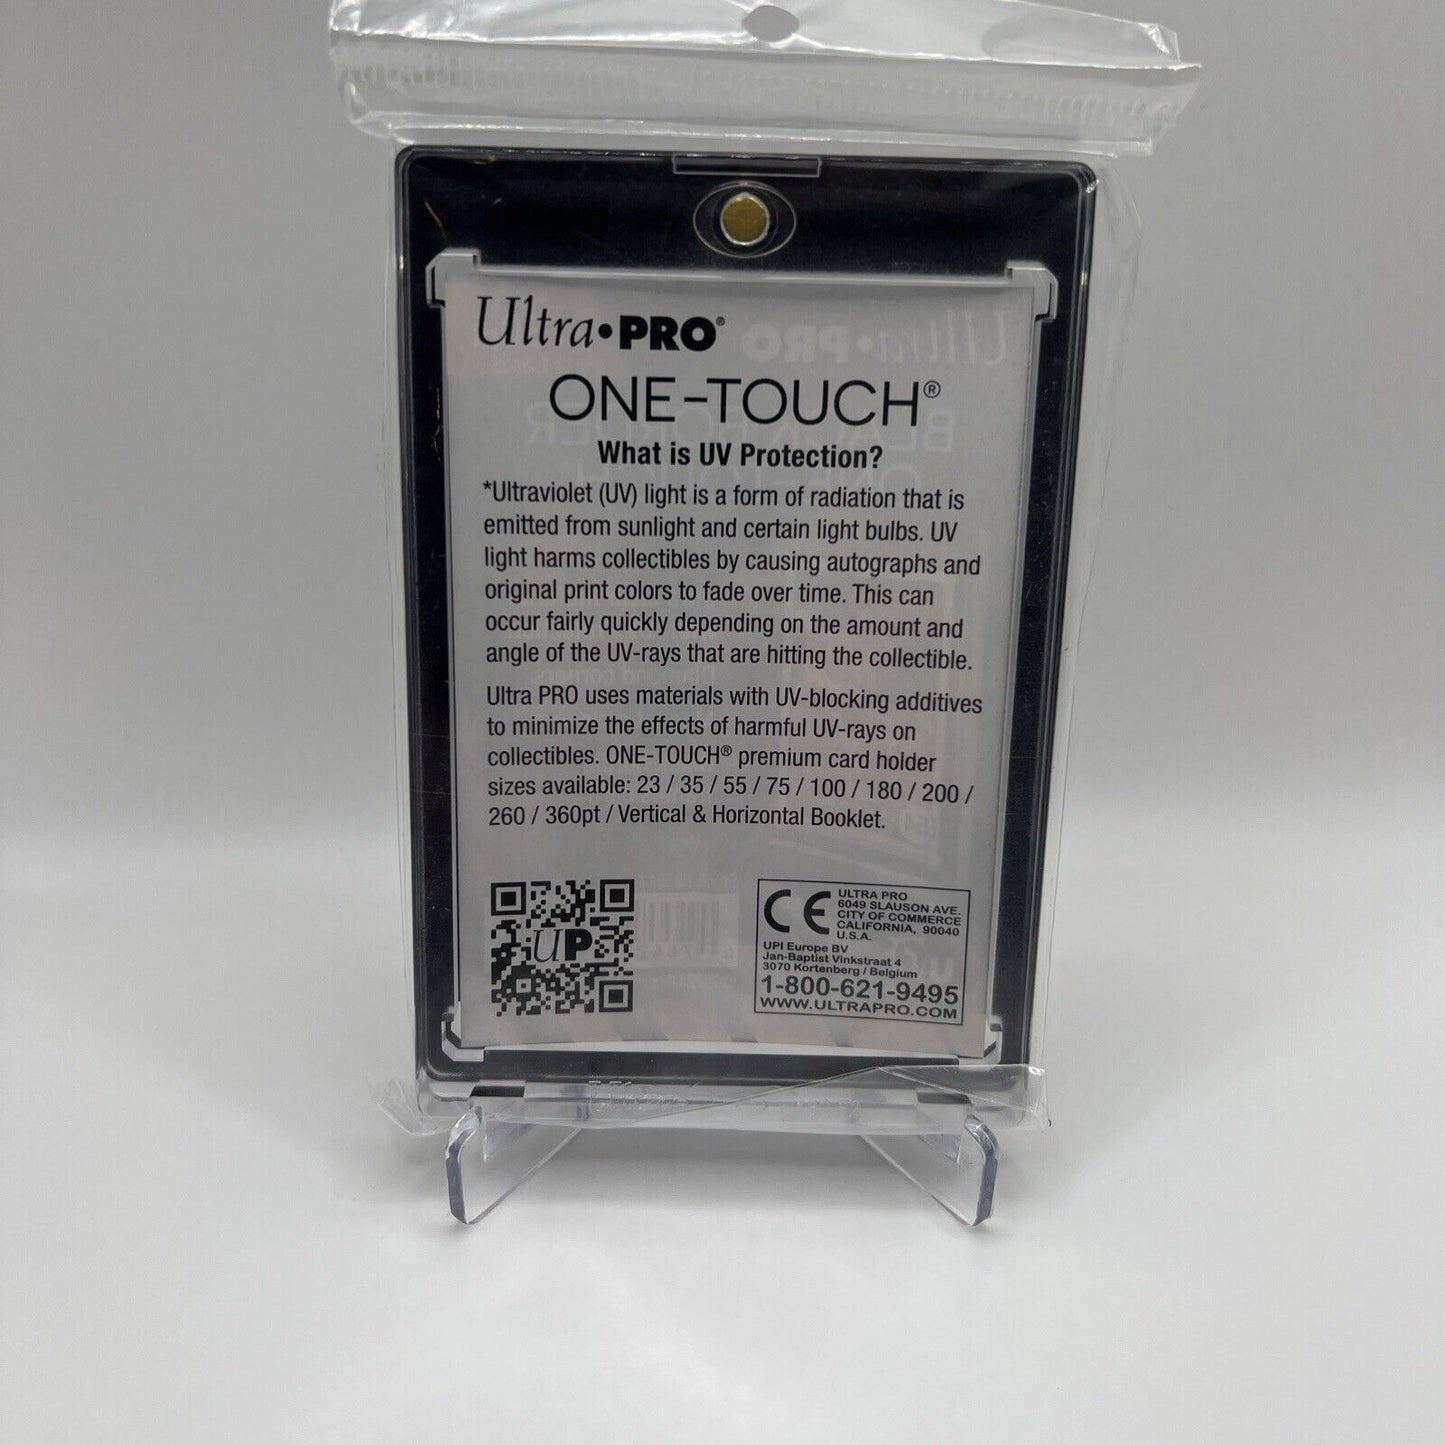 Ultra•PRO®
ONE-TOUCH®
What is UV Protection?
*Ultraviolet (UV) light is a form of radiation that is
emitted from sunlight and certain light bulbs. UV
light harms collectibles by causing autographs and
original print colors to fade over time. This can
occur fairly quickly depending on the amount and
angle of the UV-rays that are hitting the collectible.
Ultra PRO uses materials with UV-blocking additives
to minimize the effects of harmful UV-rays on
collectibles. ONE-TOUCH® premium card holder
sizes available: 23 / 35 / 55 / 75 / 100 / 180 / 200 /
260 / 360pt / Vertical & Horizontal Booklet.
UP
CE
ULTRA PRO
6049 SLAUSON AVE.
CITY OF COMMERCE
CALIFORNIA, 90040
U.S.A.
UPI Europe BV
Jan-Baptist Vinkstraat 4
3070 Kortenberg / Belgium
1-800-621-9495
WWW.ULTRAPRO.COM